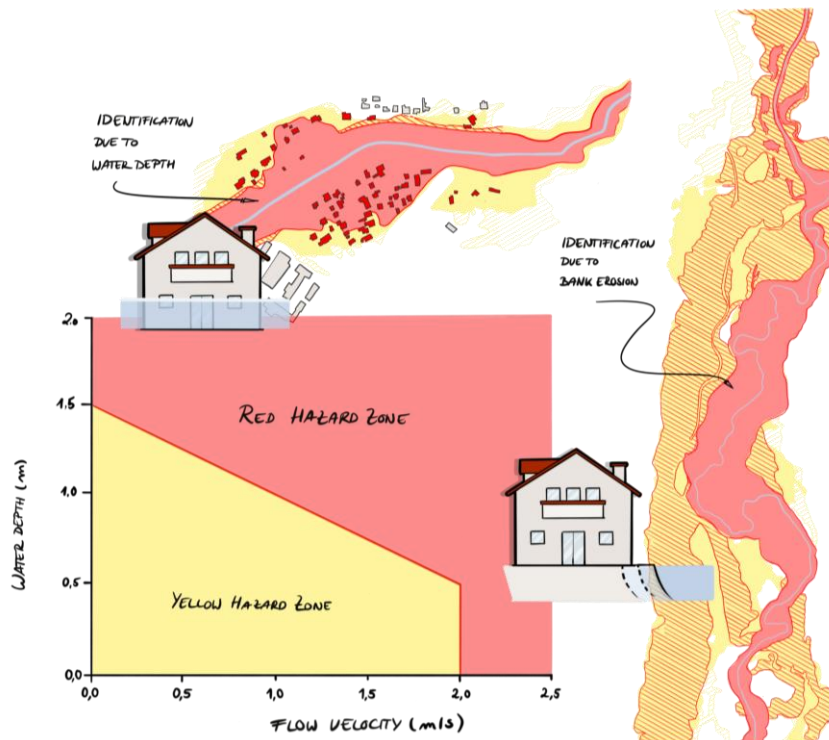 IDENTIFICATION
DUE TO
WATER DEPTH
IDENTIFICATION
DUE TO
BANK EROSION
2.0
1.5
1.0
0,5
0,0
WATER DEPTH (m)
RED HAZARD ZONE
YELLOW HAZARD ZONE
0,0
0,5
1,0
1,5
2,0
2,5
FLOW VELOCITY (m/s)